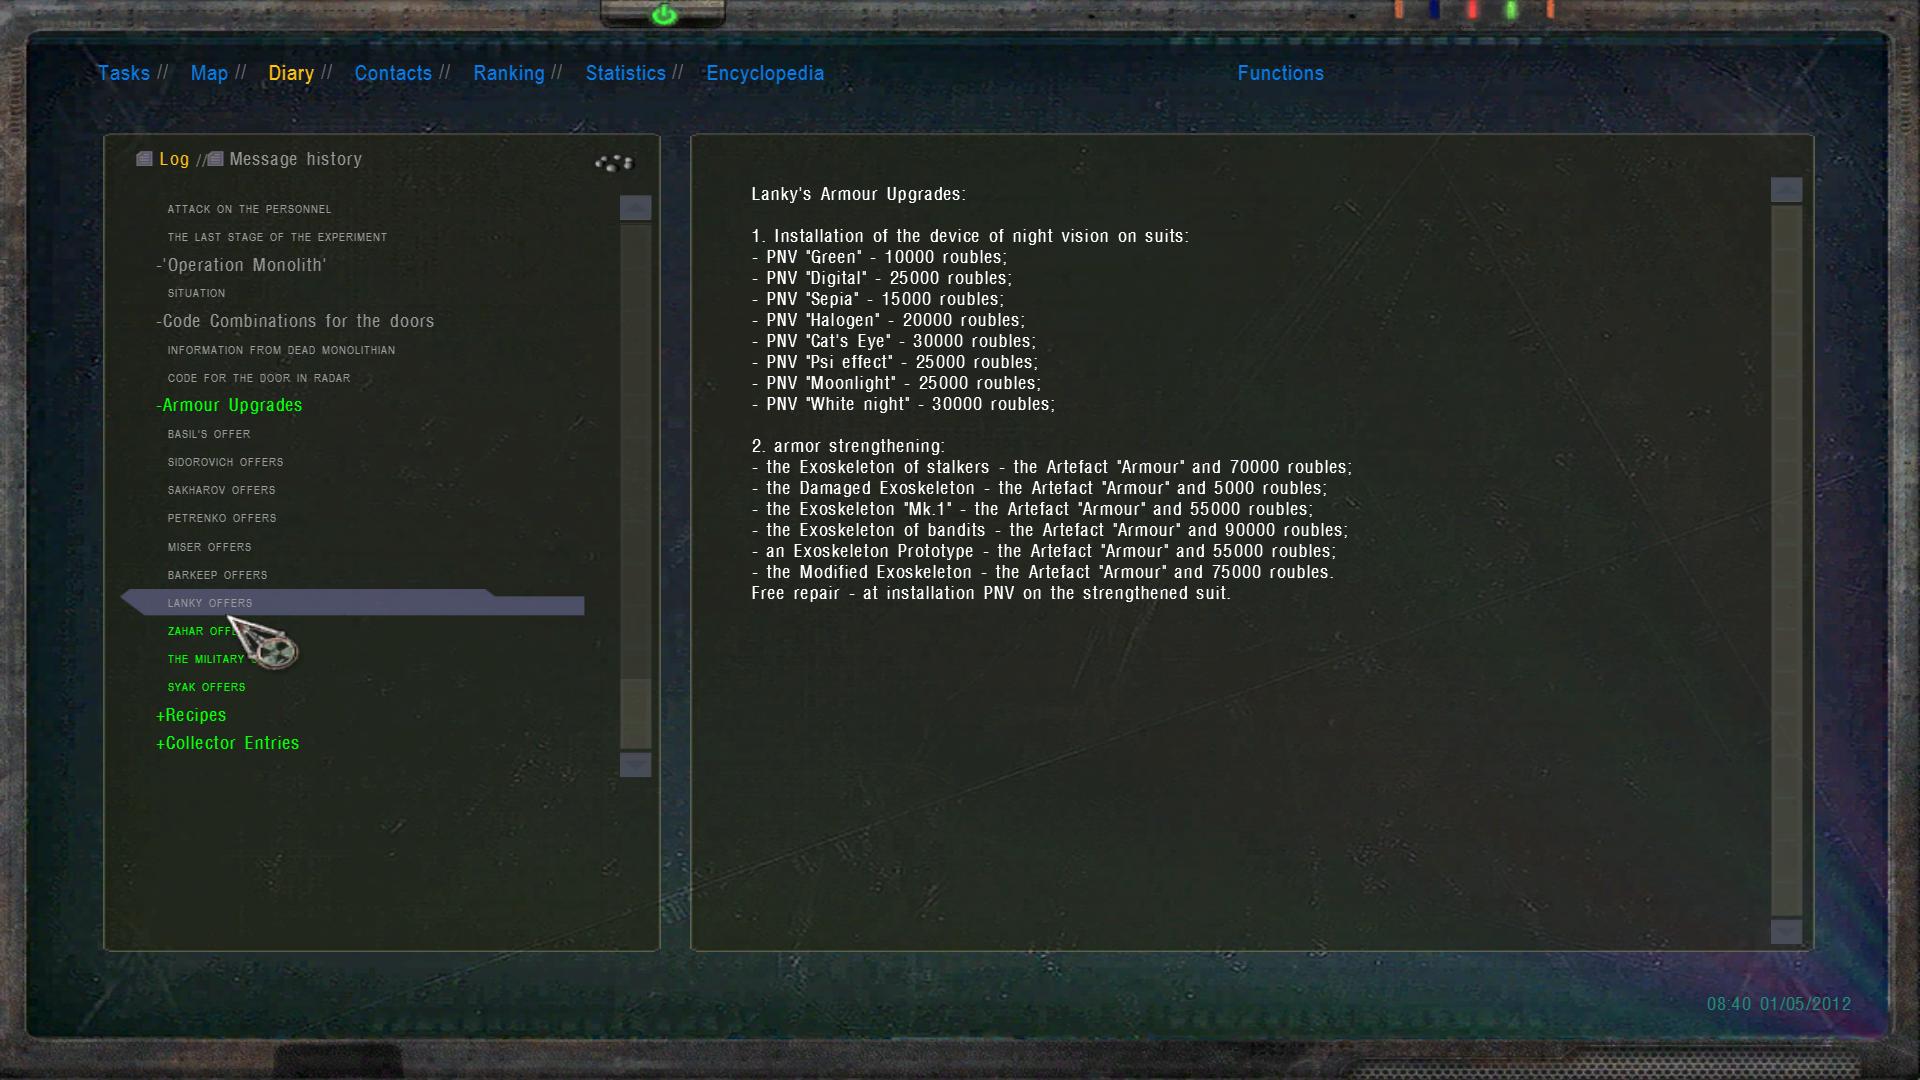 Tasks // Map // Diary // Contacts // Ranking // Statistics // Encyclopedia
Functions
Log // Message history
ATTACK ON THE PERSONNEL
THE LAST STAGE OF THE EXPERIMENT
-'Operation Monolith'
SITUATION
-Code Combinations for the doors
INFORMATION FROM DEAD MONOLITHIAN
CODE FOR THE DOOR IN RADAR
-Armour Upgrades
BASIL'S OFFER
SIDOROVICH OFFERS
SAKHAROV OFFERS
PETRENKO OFFERS
MISER OFFERS
BARKEEP OFFERS
LANKY OFFERS
ZAHAR
THE MILITARY
SYAK OFFERS
+Recipes
+Collector Entries
Lanky's Armour Upgrades:
1. Installation of the device of night vision on suits:
- PNV "Green" - 10000 roubles;
- PNV "Digital" - 25000 roubles;
- PNV "Sepia" - 15000 roubles;
- PNV "Halogen" - 20000 roubles;
- PNV "Cat's Eye" - 30000 roubles;
- PNV "Psi effect" - 25000 roubles;
- PNV "Moonlight" - 25000 roubles;
- PNV "White night" - 30000 roubles;
2. armor strengthening:
- the Exoskeleton of stalkers - the Artefact "Armour" and 70000 roubles;
- the Damaged Exoskeleton - the Artefact "Armour" and 5000 roubles;
- the Exoskeleton "Mk.1" - the Artefact "Armour" and 55000 roubles;
- the Exoskeleton of bandits - the Artefact "Armour" and 90000 roubles;
- an Exoskeleton Prototype - the Artefact "Armour" and 55000 roubles;
- the Modified Exoskeleton - the Artefact "Armour" and 75000 roubles.
Free repair - at installation PNV on the strengthened suit.
08:40 01/05/2012